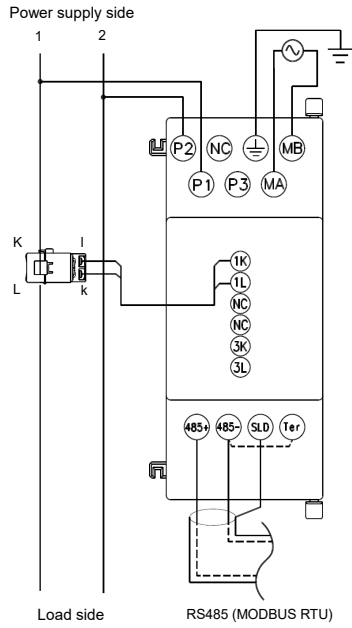 Power supply side
1 2
P2 NC MB
P1 P3 MA
K l
L k
1K
1L
NC
NC
3K
3L
485+ 485- SLD Ter
Load side RS485 (MODBUS RTU)